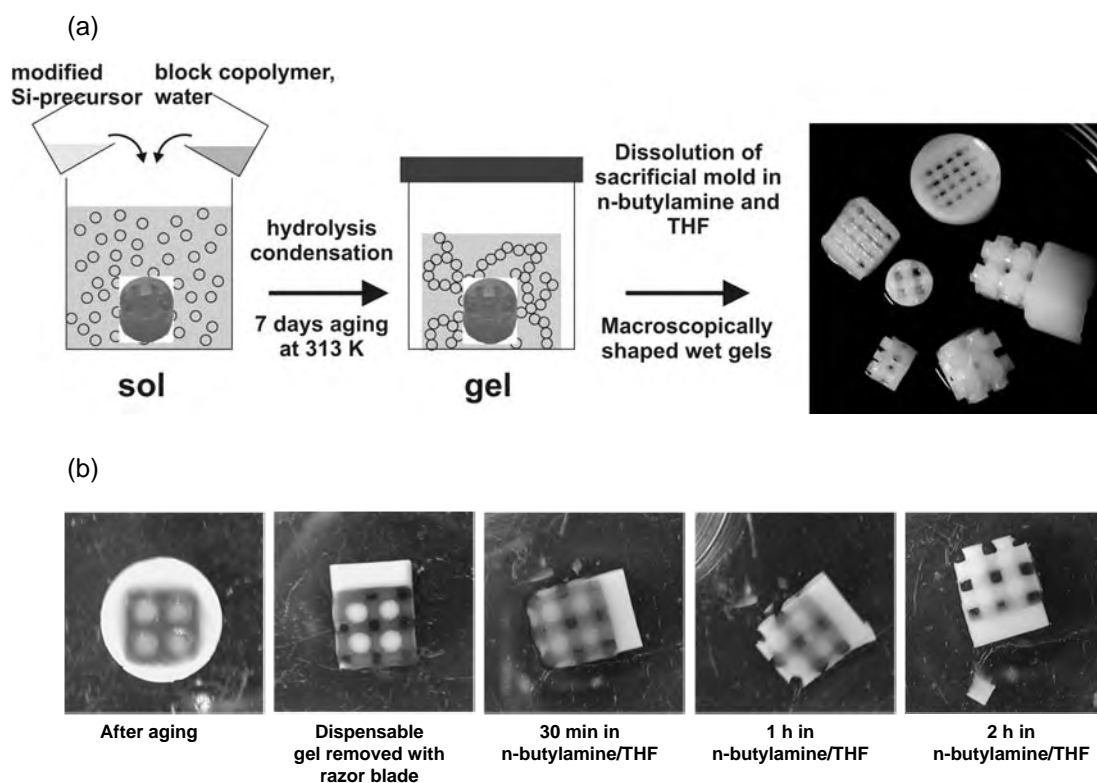 (a)
modified
Si-precursor
block copolymer,
water
hydrolysis
condensation
7 days aging
at 313 K
sol
gel
Dissolution of
sacrificial mold in
n-butylamine and
THF
Macroscopically
shaped wet gels
(b)
After aging
Dispensable
gel removed with
razor blade
30 min in
n-butylamine/THF
1 h in
n-butylamine/THF
2 h in
n-butylamine/THF